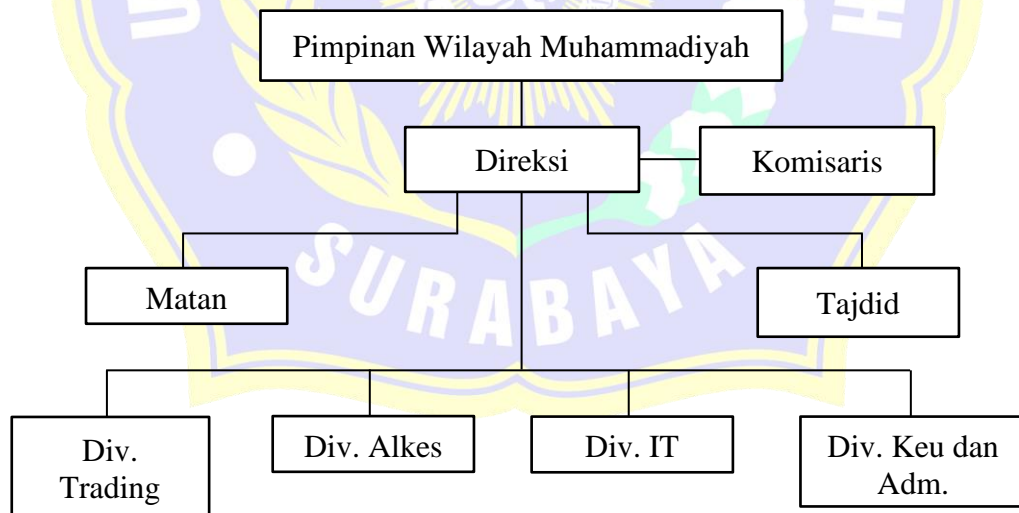 Pimpinan Wilayah Muhammadiyah
Direksi
Komisaris
Matan
Tajdid
SURABAYA
Div.
Trading
Div. Alkes
Div. IT
Div. Keu dan
Adm.